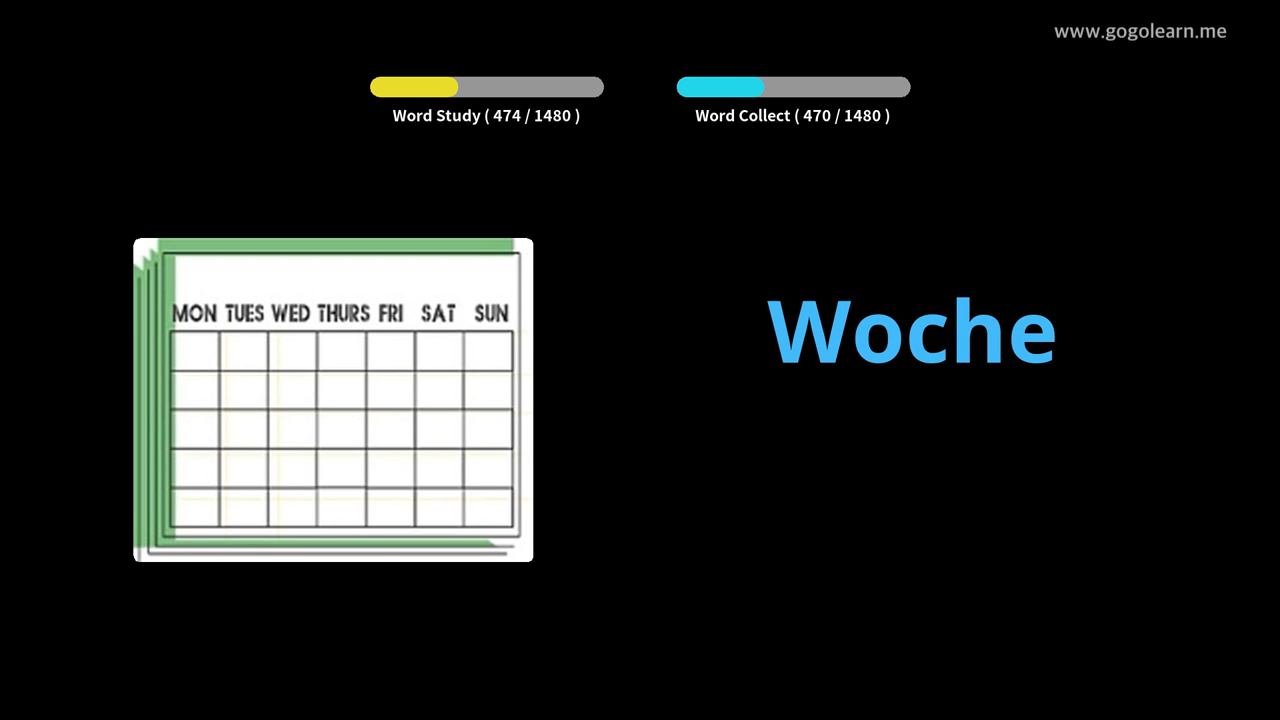 www.gogolearn.me
Word Study ( 474 / 1480 )
Word Collect ( 470 / 1480 )
MON TUES WED THURS FRI SAT SUN
Woche